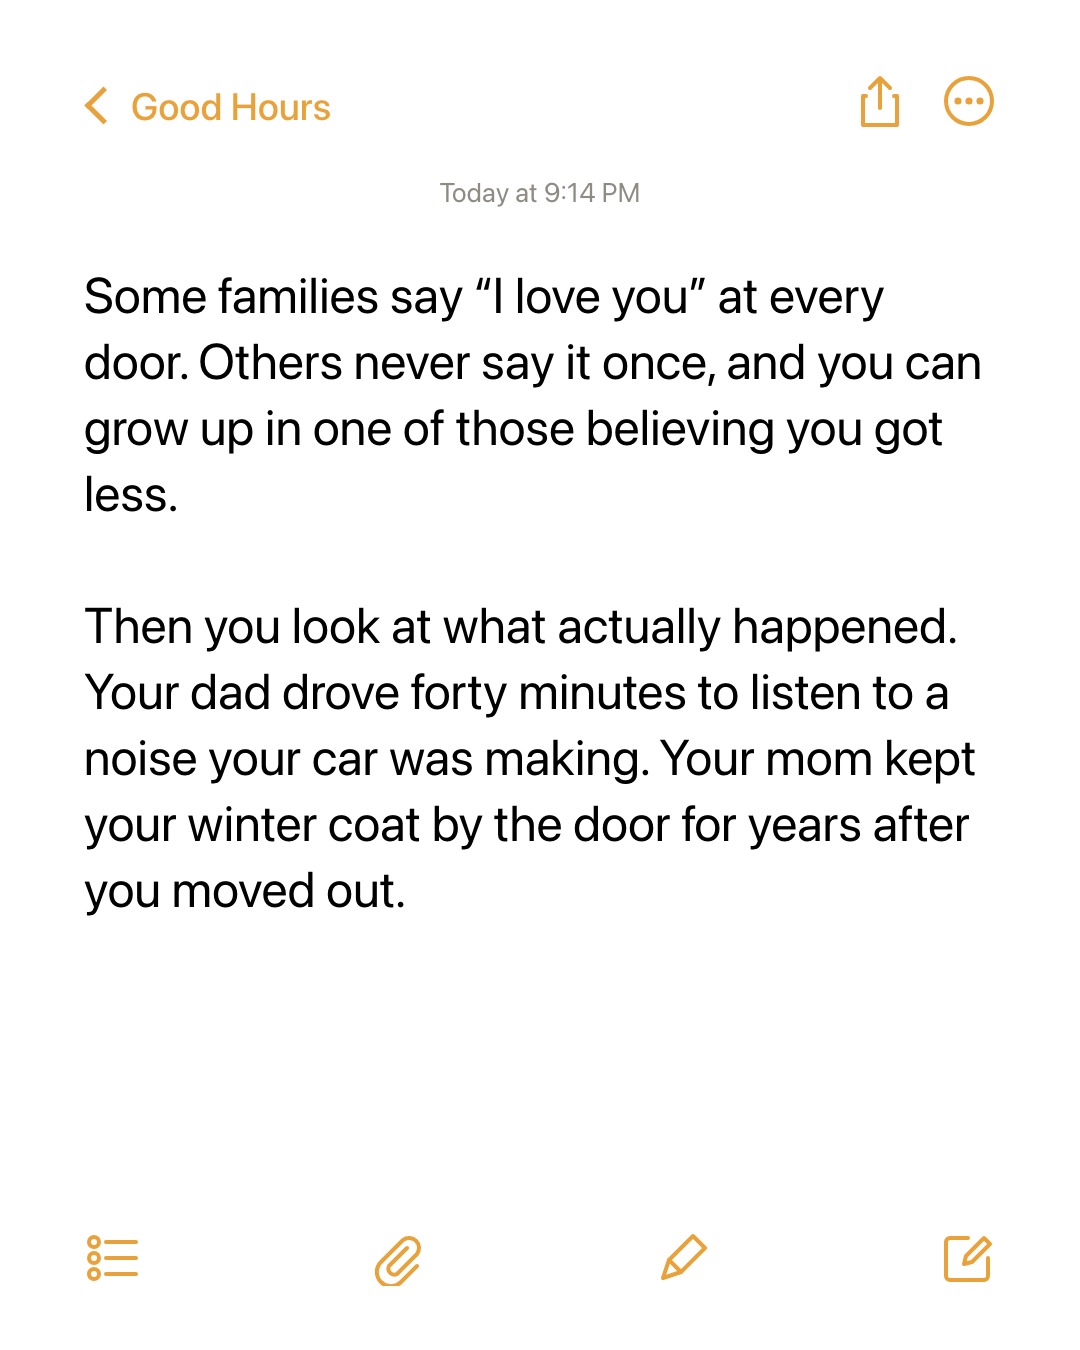 Good Hours
Today at 9:14 PM
Some families say “I love you” at every
door. Others never say it once, and you can
grow up in one of those believing you got
less.
Then you look at what actually happened.
Your dad drove forty minutes to listen to a
noise your car was making. Your mom kept
your winter coat by the door for years after
you moved out.